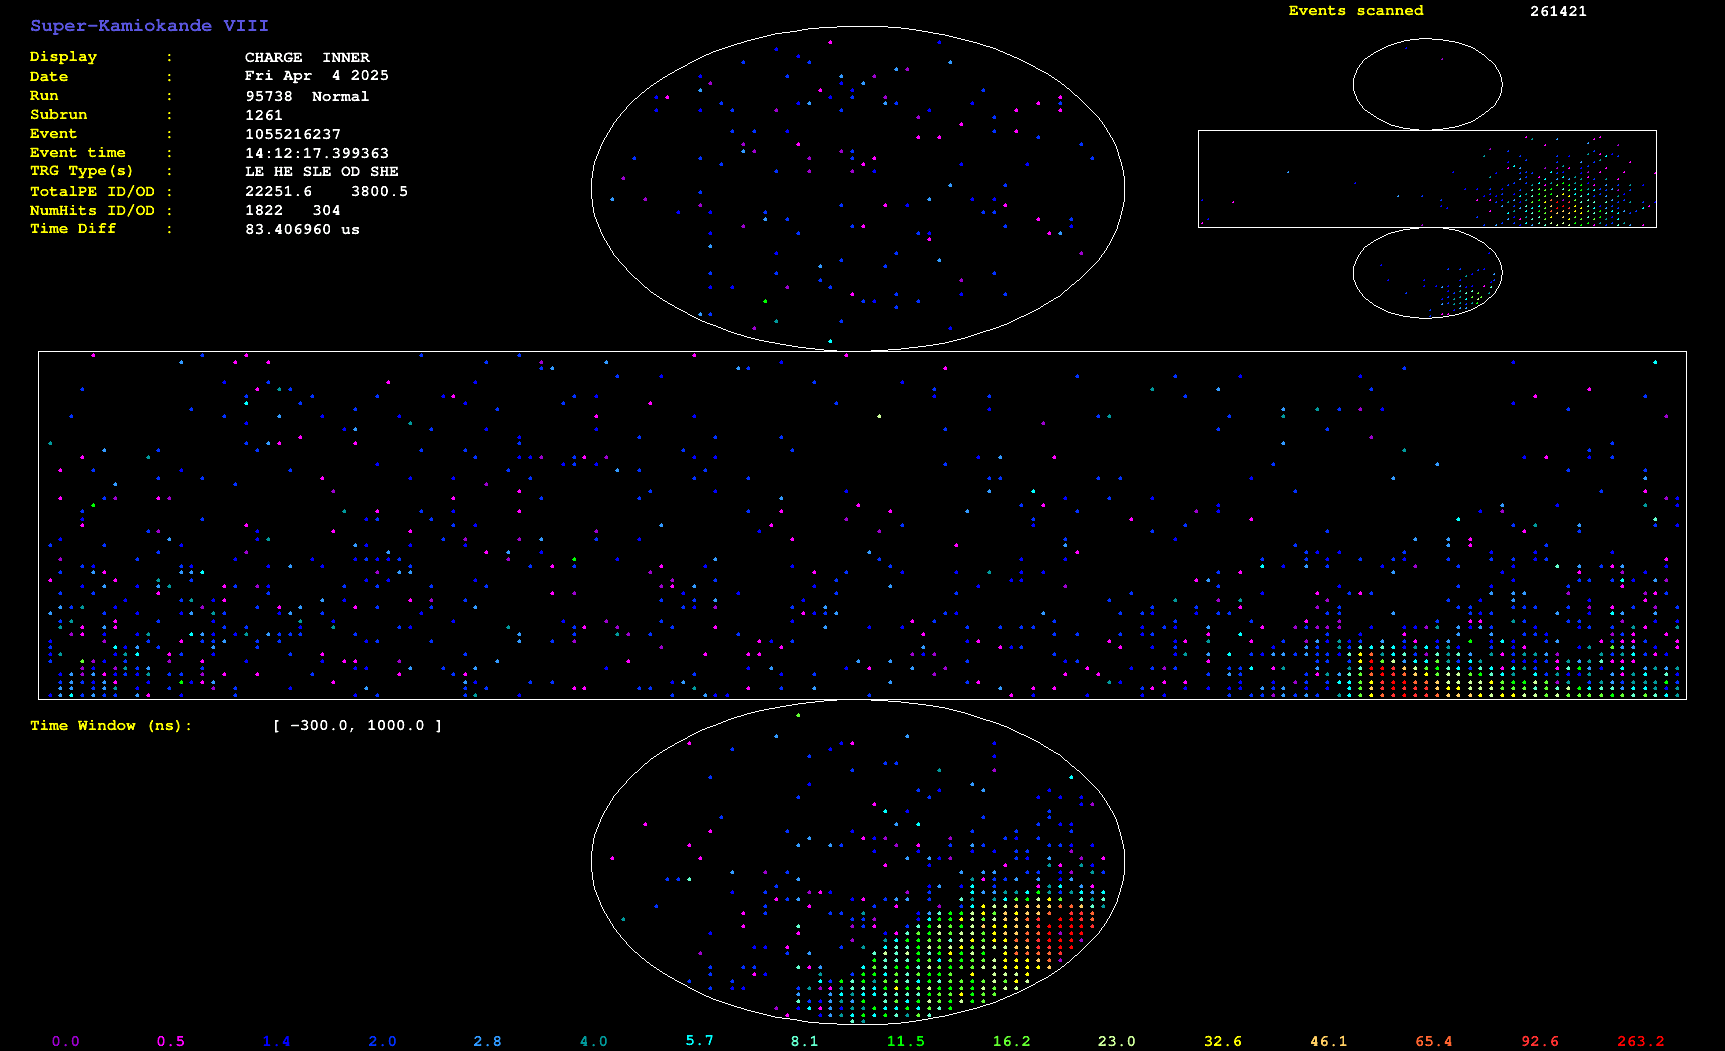 Super-Kamiokande VIII
Display : CHARGE INNER
Date : Fri Apr 4 2025
Run : 95738 Normal
Subrun : 1261
Event : 1055216237
Event time : 14:12:17.399363
TRG Type(s) : LE HE SLE OD SHE
TotalPE ID/OD : 22251.6 3800.5
NumHits ID/OD : 1822 304
Time Diff : 83.406960 us
Events scanned 261421
Time Window (ns): [ -300.0, 1000.0 ]
0.0 0.5 1.4 2.0 2.8 4.0 5.7 8.1 11.5 16.2 23.0 32.6 46.1 65.4 92.6 263.2